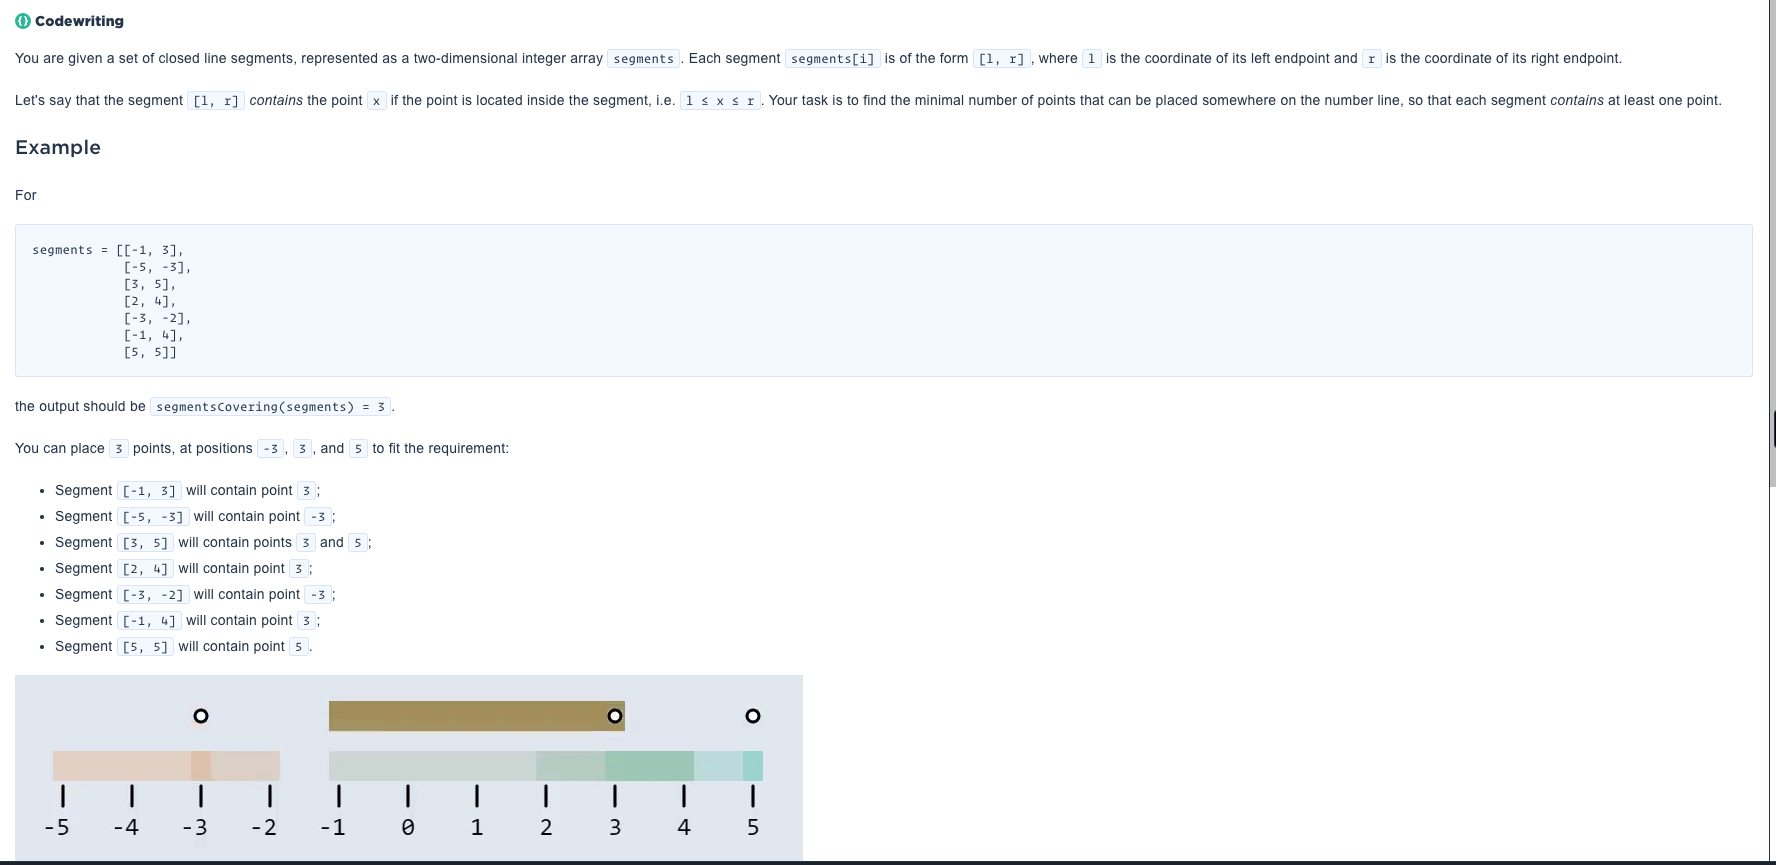 Codewriting
You are given a set of closed line segments, represented as a two-dimensional integer array segments. Each segment segments[i] is of the form [l, r], where l is the coordinate of its left endpoint and r is the coordinate of its right endpoint.
Let's say that the segment [l, r] contains the point x if the point is located inside the segment, i.e. l ≤ x ≤ r. Your task is to find the minimal number of points that can be placed somewhere on the number line, so that each segment contains at least one point.
Example
For
segments = [[-1, 3],
[-5, -3],
[3, 5],
[2, 4],
[-3, -2],
[-1, 4],
[5, 5]]
the output should be segmentsCovering(segments) = 3.
You can place 3 points, at positions -3, 3, and 5 to fit the requirement:
• Segment [-1, 3] will contain point 3;
• Segment [-5, -3] will contain point -3;
• Segment [3, 5] will contain points 3 and 5;
• Segment [2, 4] will contain point 3;
• Segment [-3, -2] will contain point -3;
• Segment [-1, 4] will contain point 3;
• Segment [5, 5] will contain point 5.
-5 -4 -3 -2 -1 0 1 2 3 4 5